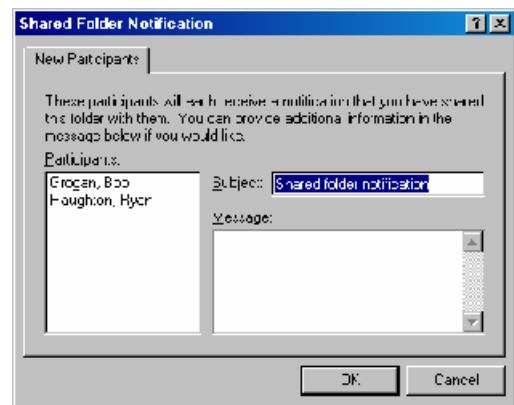 Shared Folder Notification
New Participants
These participants will each receive a notification that you have shared
this folder with them. You can provide additional information in the
message below if you would like.
Participants:
Grogan, Bob
Haughton, Ryan
Subject: Shared folder notification
Message:
OK
Cancel